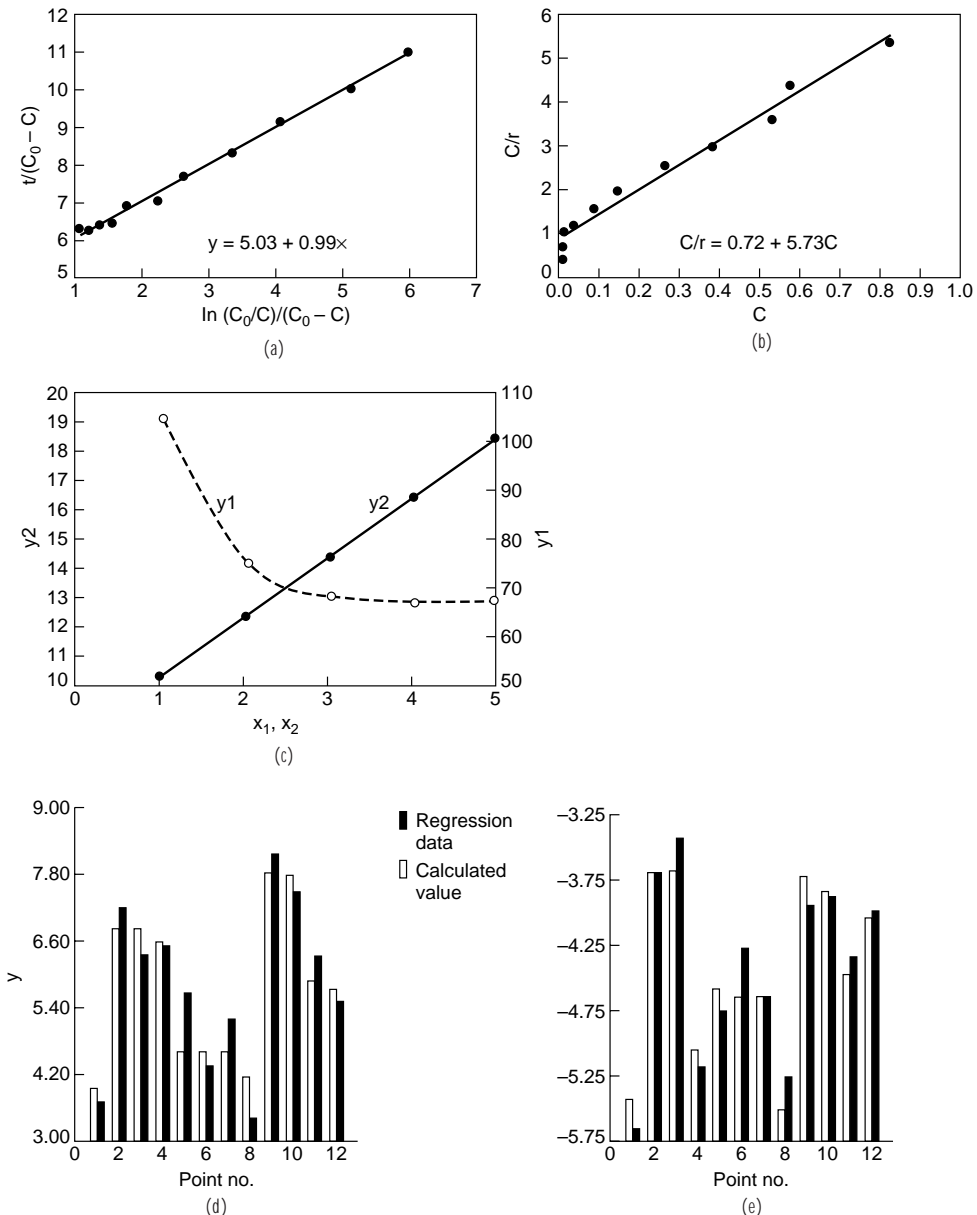 12
11
10
9
8
7
6
5
t/(C₀ – C)
1 2 3 4 5 6 7
y = 5.03 + 0.99×
ln (C₀/C)/(C₀ – C)
(a)
6
5
4
3
2
1
0
C/r
0.0 0.1 0.2 0.3 0.4 0.5 0.6 0.7 0.8 0.9 1.0
C/r = 0.72 + 5.73C
C
(b)
20
19
18
17
16
15
14
13
12
11
10
y2
0 1 2 3 4 5
y1
y2
110
100
90
80
70
60
50
y1
x₁, x₂
(c)
9.00
7.80
6.60
5.40
4.20
3.00
y
0 2 4 6 8 10 12
Point no.
(d)
Regression
data
Calculated
value
–3.25
–3.75
–4.25
–4.75
–5.25
–5.75
0 2 4 6 8 10 12
Point no.
(e)